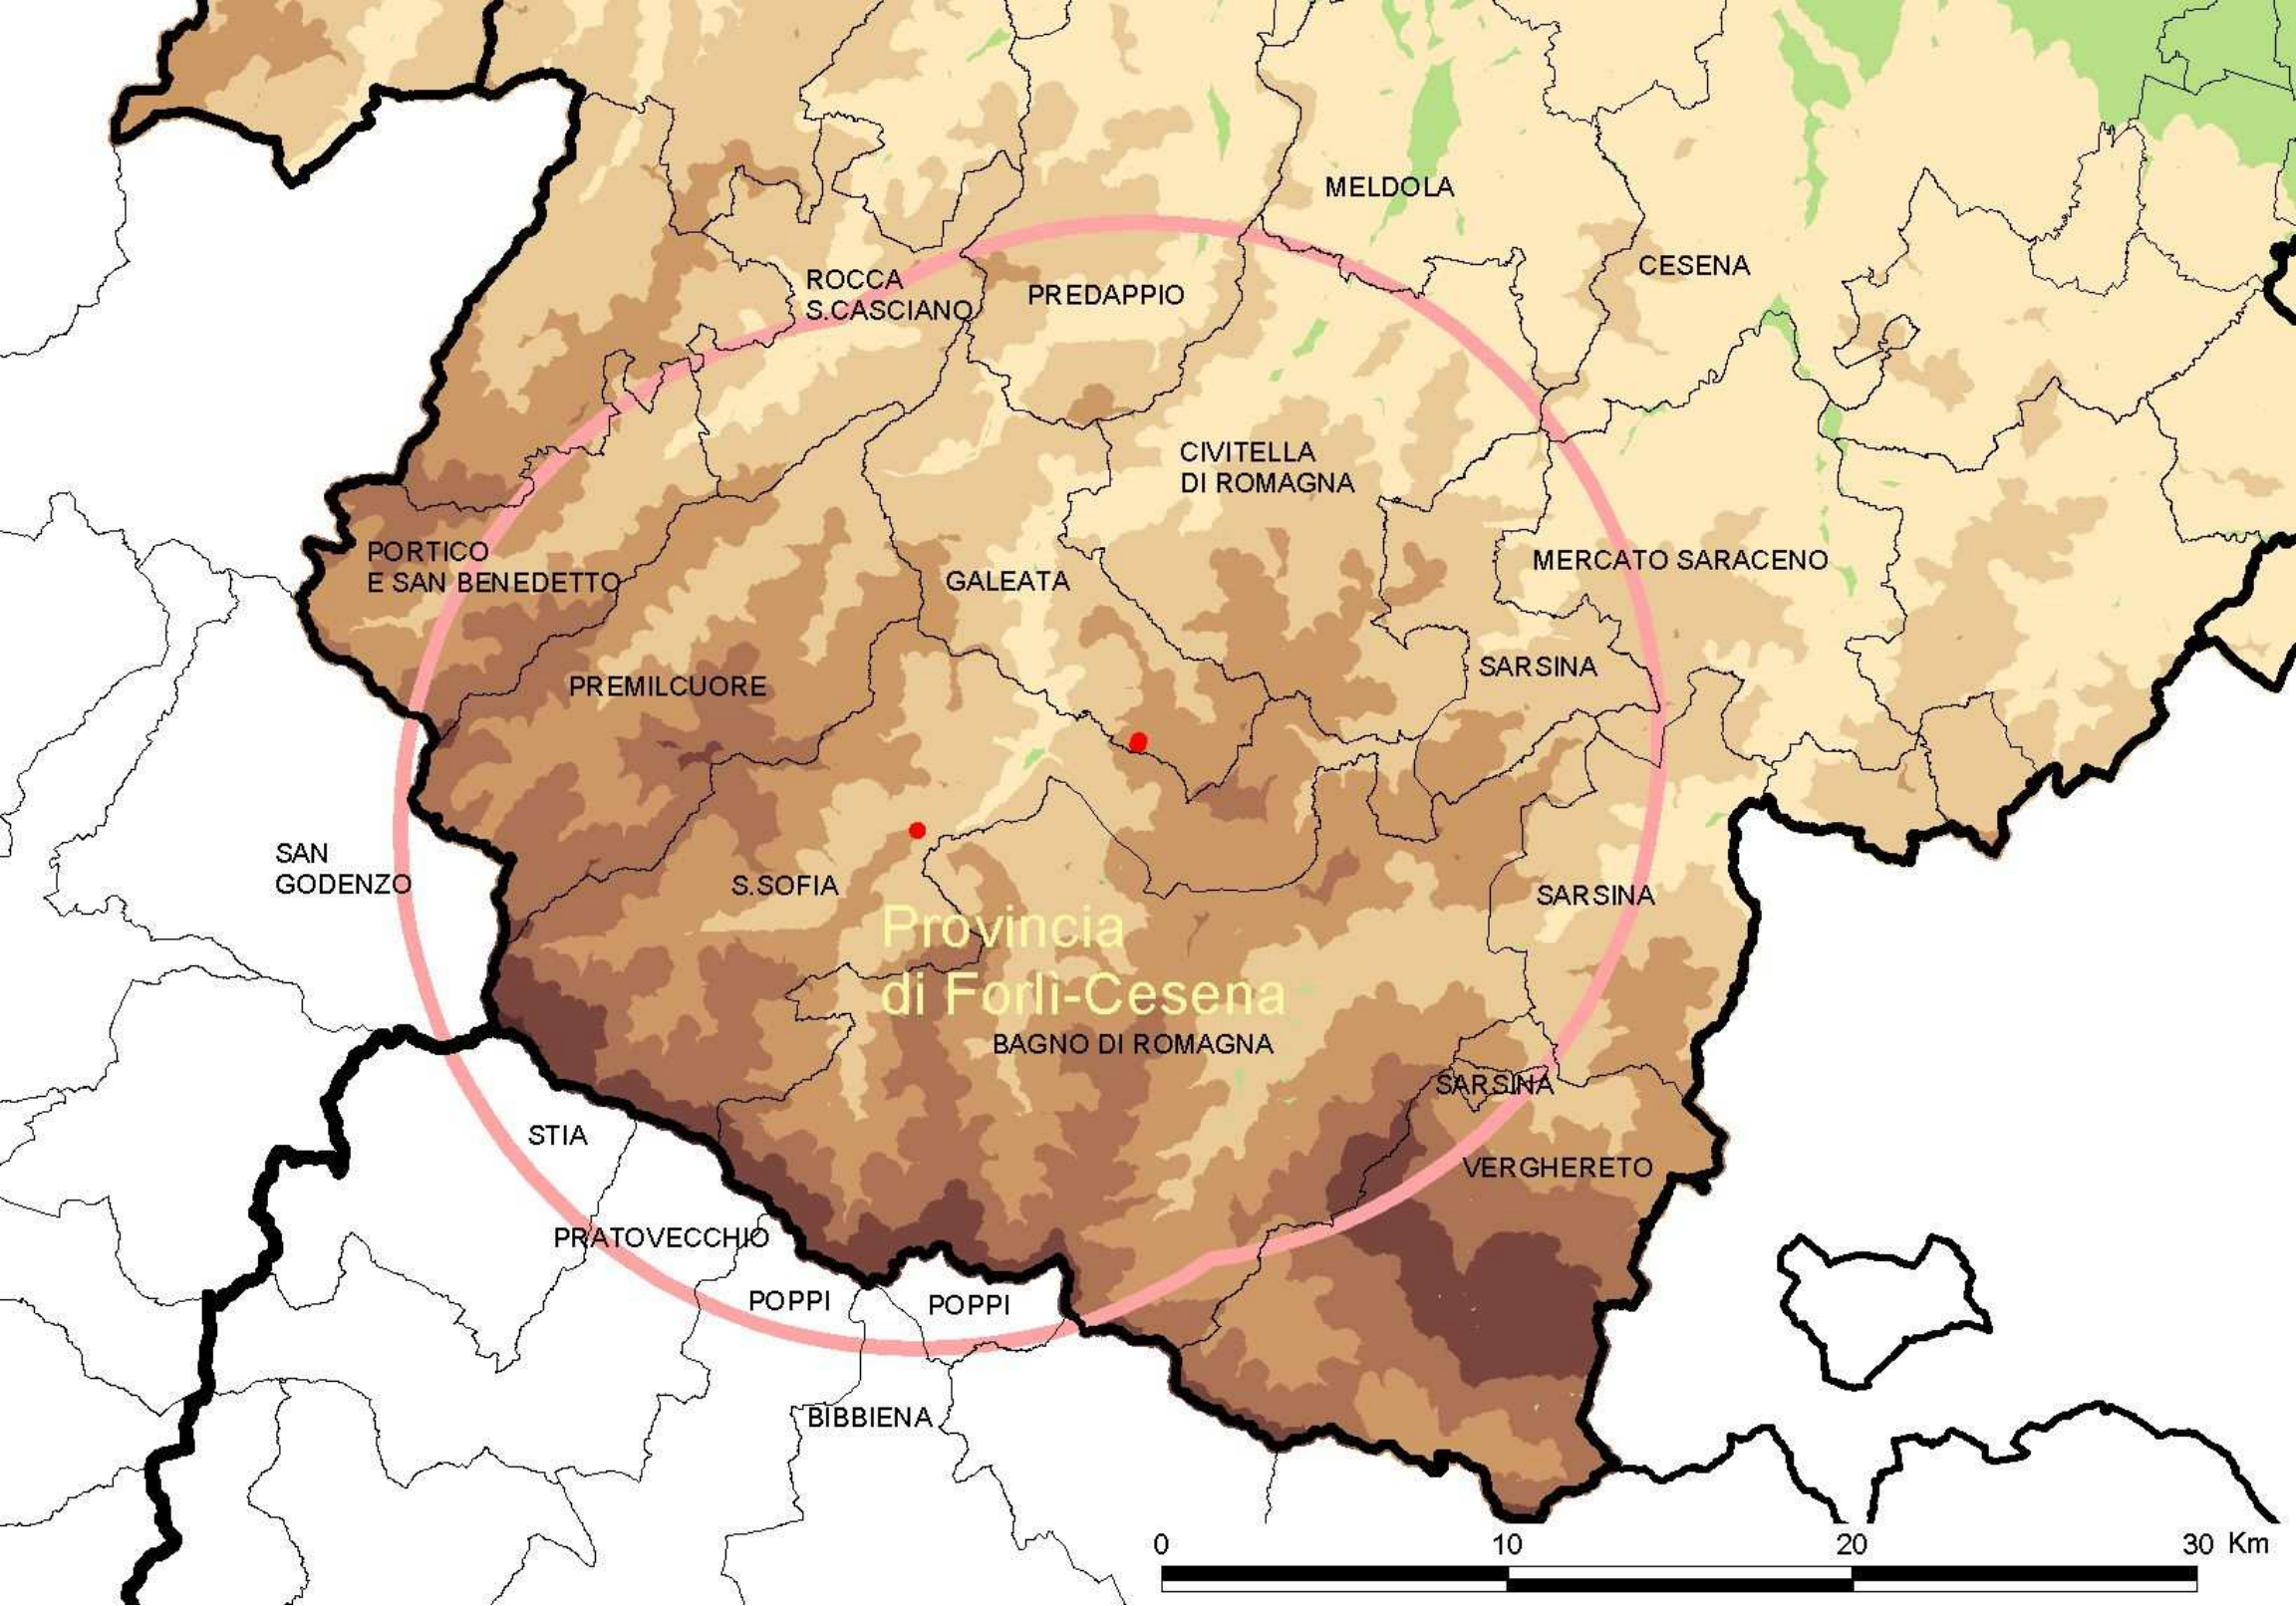 MELDOLA
CESENA
ROCCA
S.CASCIANO
PREDAPPIO
CIVITELLA
DI ROMAGNA
PORTICO
E SAN BENEDETTO
GALEATA
MERCATO SARACENO
SARSINA
PREMILCUORE
SAN
GODENZO
S.SOFIA
SARSINA
Provincia
di Forlì-Cesena
BAGNO DI ROMAGNA
SARSINA
STIA
VERGHERETO
PRATOVECCHIO
POPPI
POPPI
BIBBIENA
0 10 20 30 Km